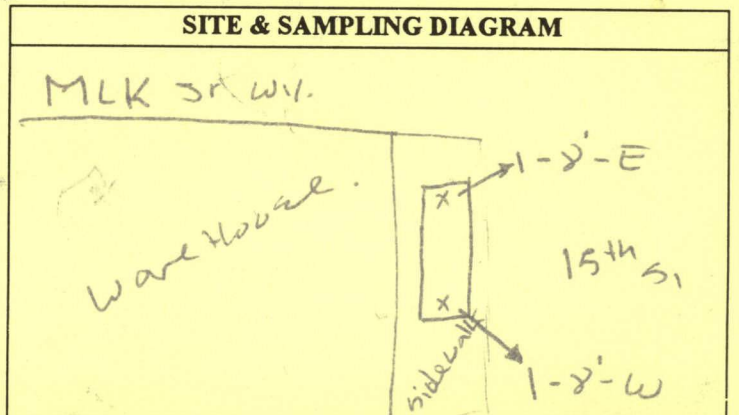 SITE & SAMPLING DIAGRAM
MLK Jr Wy.
1-8'-E
warehouse.
15th St
sidewalk
1-8'-W